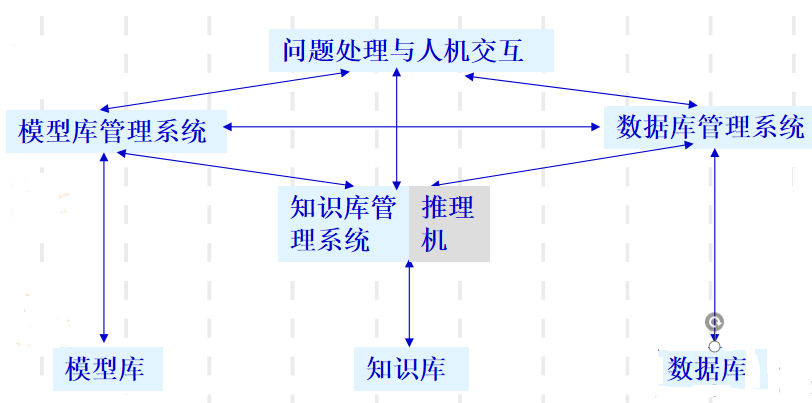 问题处理与人机交互
模型库管理系统
数据库管理系统
知识库管
理系统
推理
机
模型库
知识库
数据库